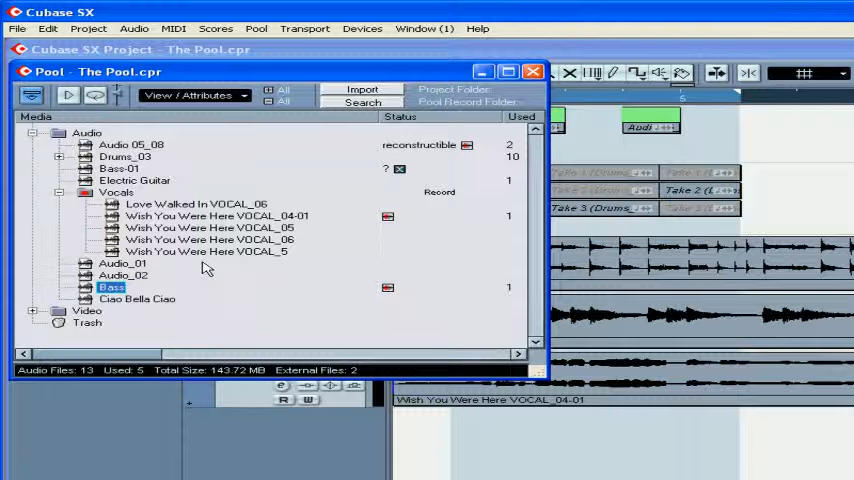 Cubase SX
File Edit Project Audio MIDI Scores Pool Transport Devices Window (1) Help
Cubase SX Project - The Pool.cpr
Pool - The Pool.cpr
View / Attributes All All Import Search Project Folder: Pool Record Folder:
Media Status Used
5
Audio
Audi
Audio 05_08 reconstructible 2
Drums_03 10
Bass-01 ?
Electric Guitar 1
Vocals Record
Take 2 (
Love Walked In VOCAL_06
Take 3 (Drums_
Wish You Were Here VOCAL_04-01 1
Wish You Were Here VOCAL_05
Wish You Were Here VOCAL_06
Wish You Were Here VOCAL_5
Audio_01
Audio_02
Bass 1
Ciao Bella Ciao
Video
Trash
Audio Files: 13 Used: 5 Total Size: 143.72 MB External Files: 2
e
R W
Wish You Were Here VOCAL_04-01